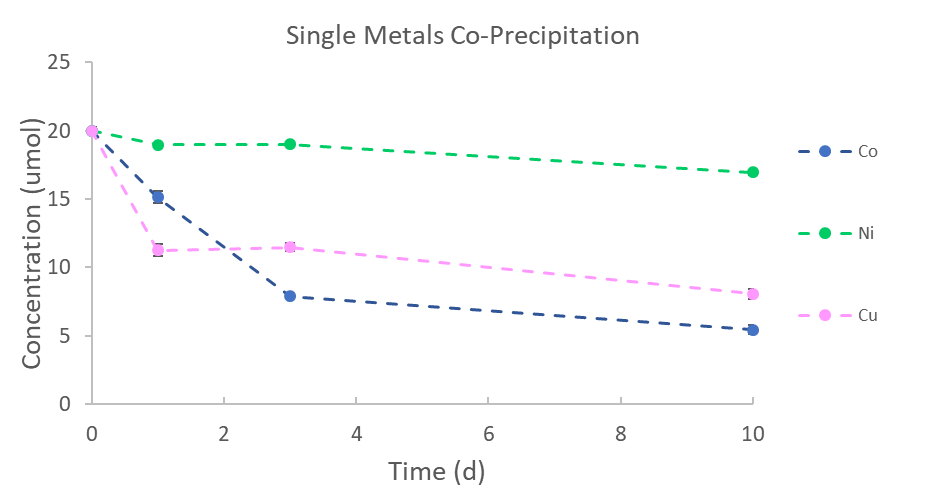 Single Metals Co-Precipitation
25
20
15
10
5
0
Concentration (umol)
0 2 4 6 8 10
Time (d)
Co
Ni
Cu